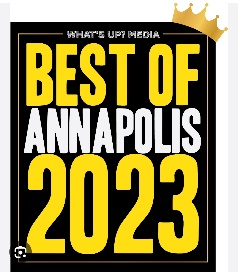 WHAT'S UP? MEDIA
BEST OF
ANNAPOLIS
2023